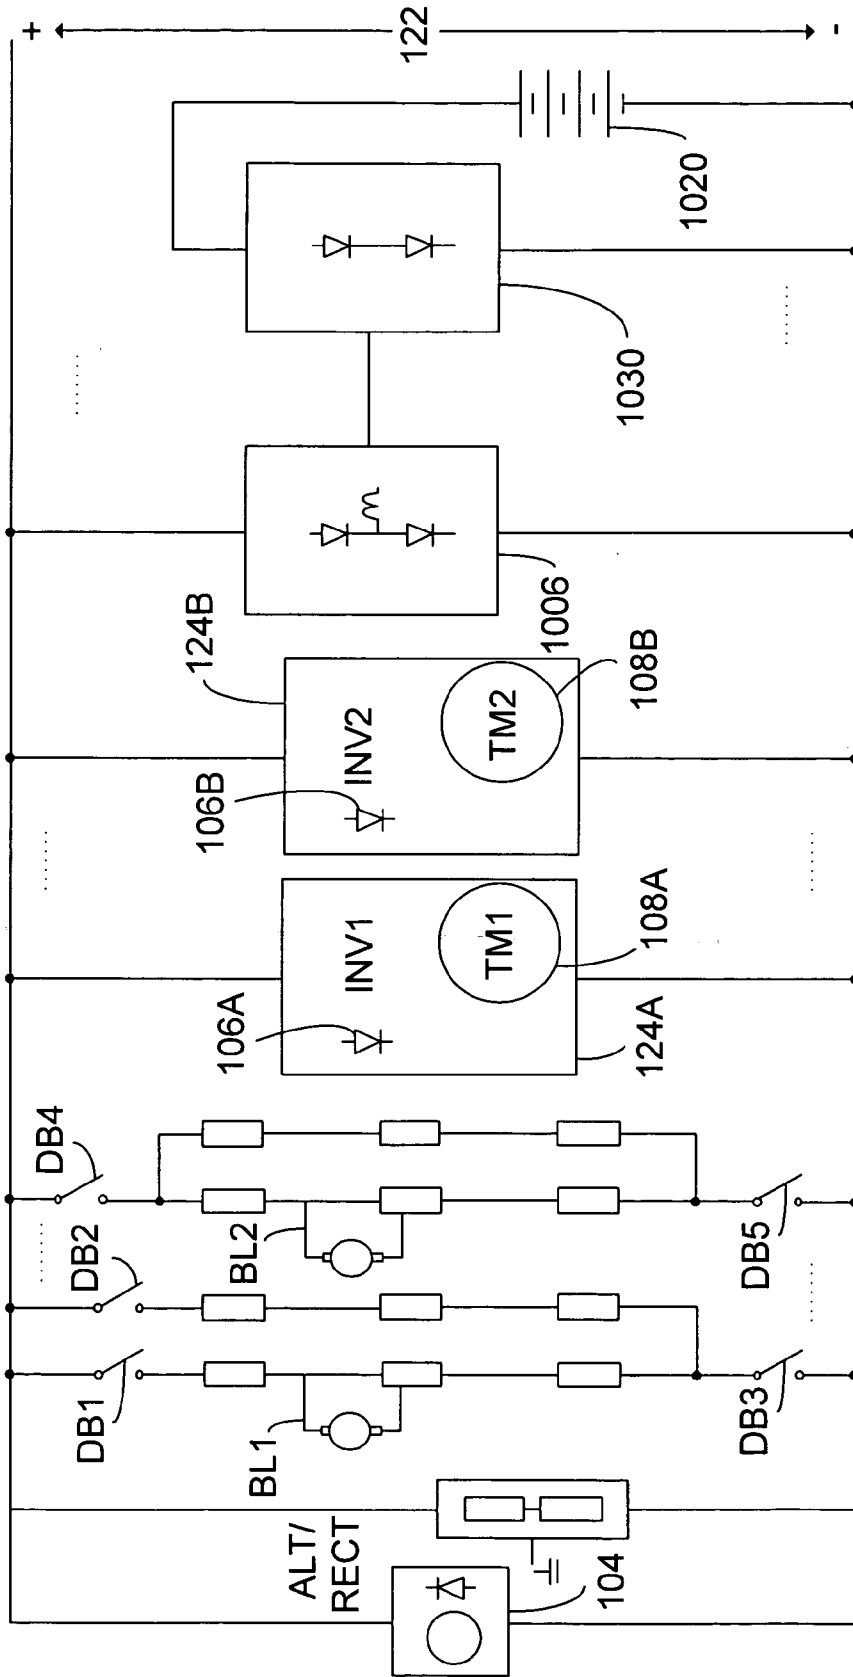 +
122
-
1020
1030
1006
124B
INV2
106B
TM2
108B
INV1
106A
TM1
108A
124A
DB4
BL2
DB5
DB2
DB1
BL1
DB3
ALT/
RECT
104